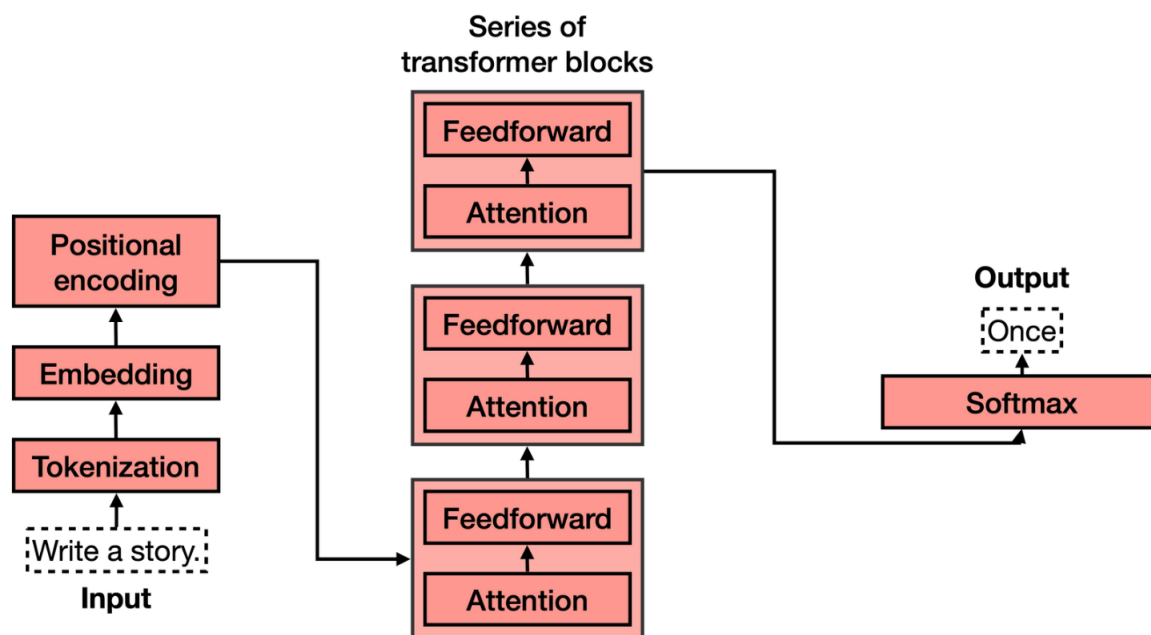 Series of
transformer blocks
Feedforward
Attention
Feedforward
Attention
Feedforward
Attention
Positional
encoding
Embedding
Tokenization
Write a story.
Input
Output
Once
Softmax